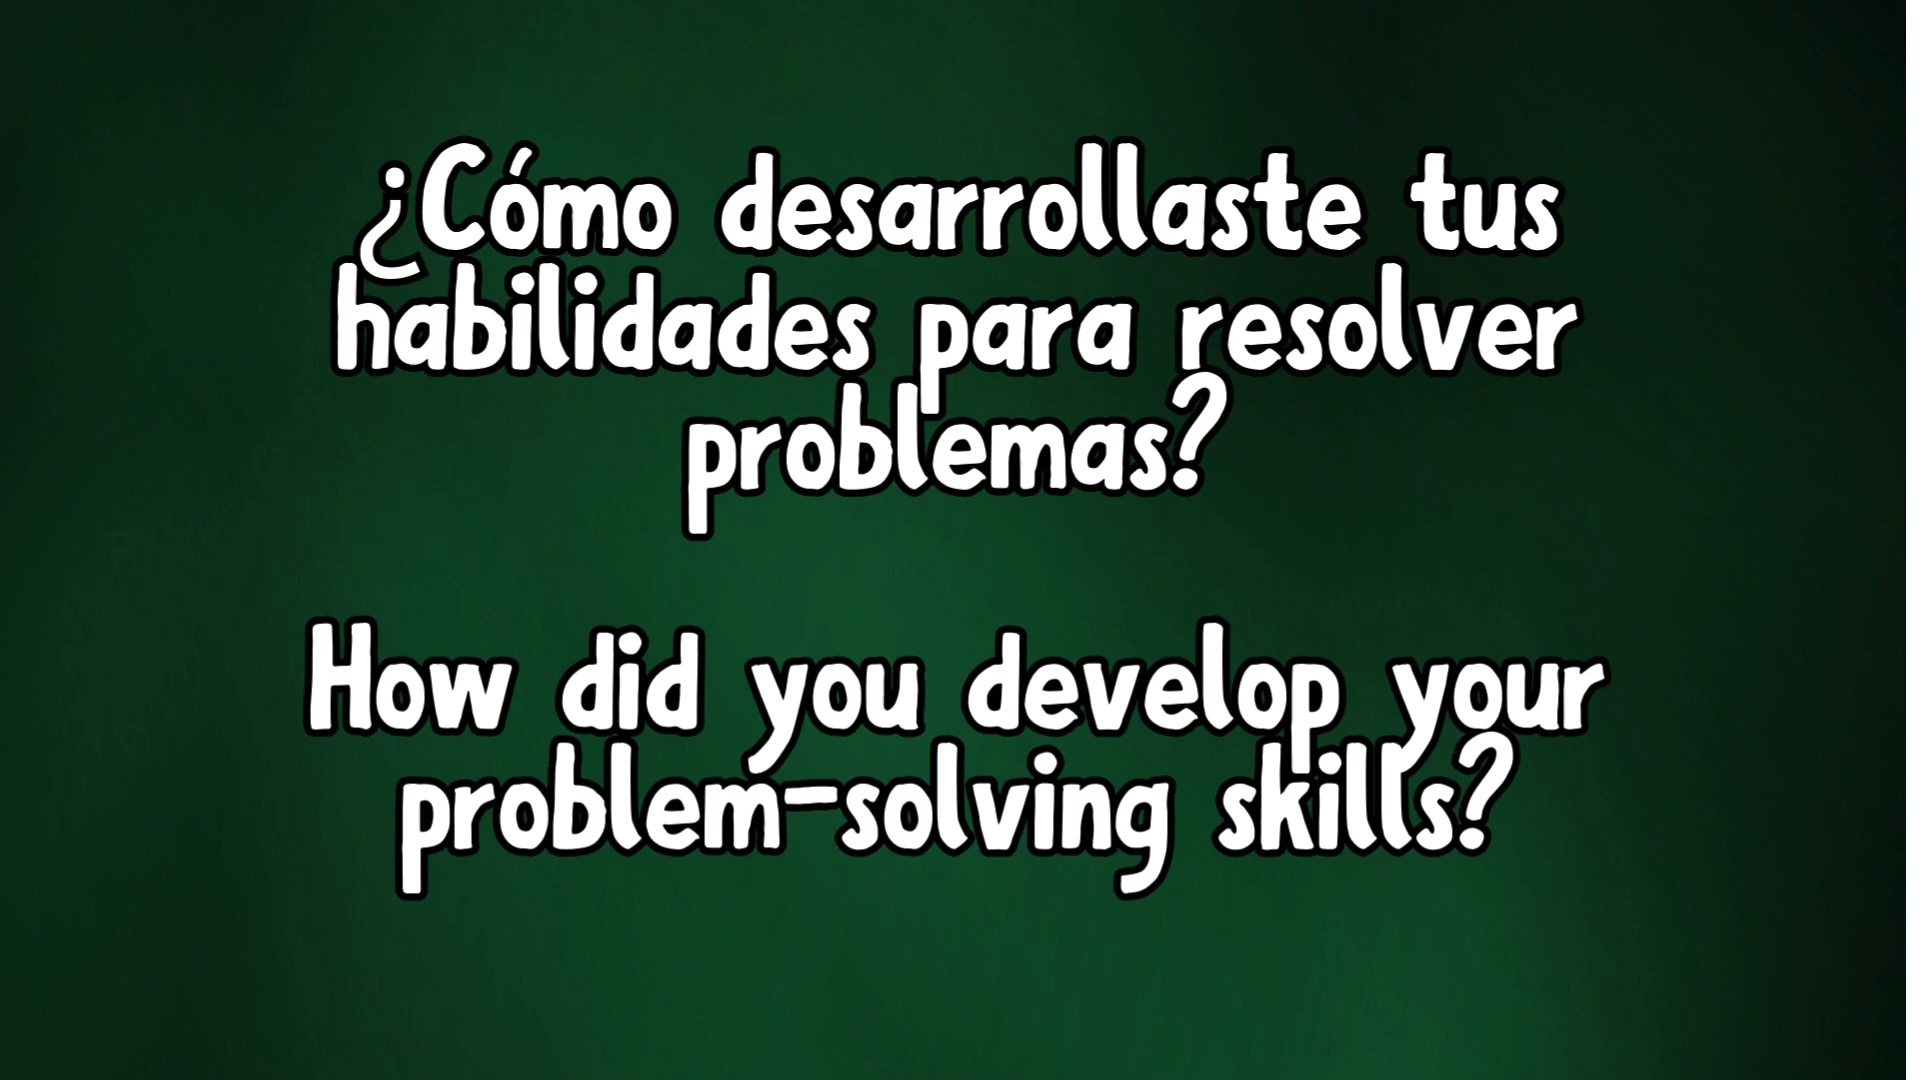 ¿Cómo desarrollaste tus
habilidades para resolver
problemas?
How did you develop your
problem-solving skills?